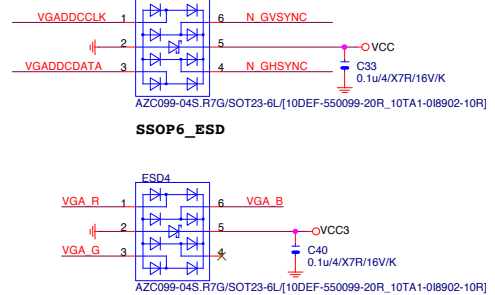 VGADDCCLK 1 6 N_GVSYNC
2 5 VCC
VGADDCDATA 3 4 N_GHSYNC
C33
0.1u/4/X7R/16V/K
AZC099-04S.R7G/SOT23-6L/[10DEF-550099-20R_10TA1-0I8902-10R]
SSOP6_ESD
ESD4
VGA_R 1 6 VGA_B
2 5 VCC3
VGA_G 3 4
C40
0.1u/4/X7R/16V/K
AZC099-04S.R7G/SOT23-6L/[10DEF-550099-20R_10TA1-0I8902-10R]